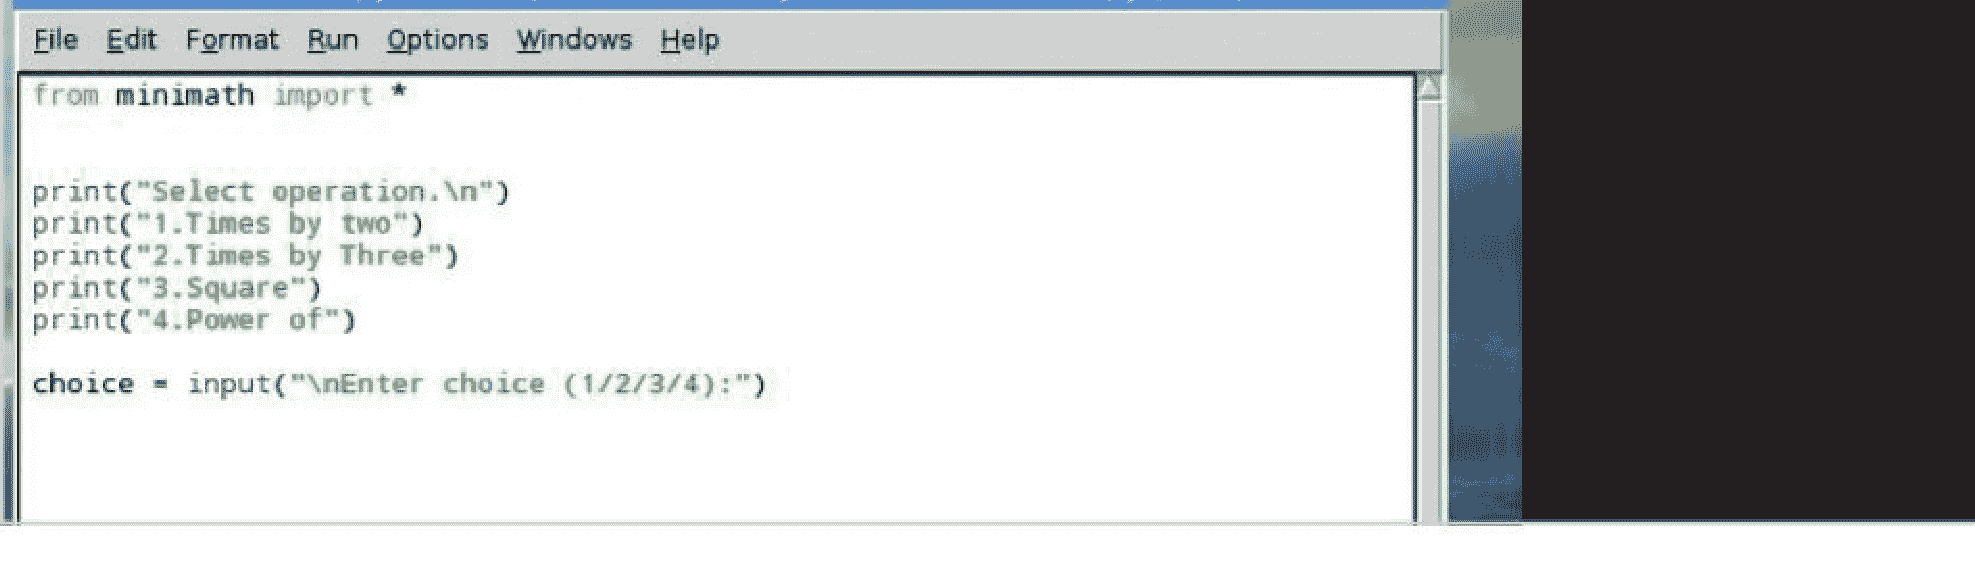 File Edit Format Run Options Windows Help
from minimath import *
print("Select operation.\n")
print("1.Times by two")
print("2.Times by Three")
print("3.Square")
print("4.Power of")
choice = input("\nEnter choice (1/2/3/4):")